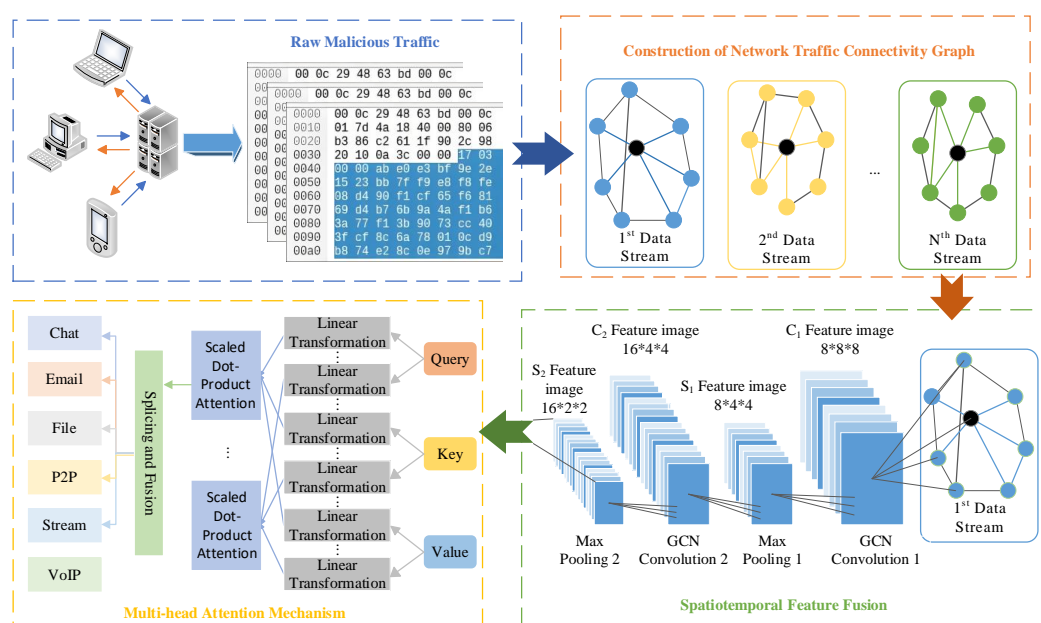 Raw Malicious Traffic
0000 00 0c 29 48 63 bd 00 0c
0000 00 0c 29 48 63 bd 00 0c
0000 00 0c 29 48 63 bd 00 0c
0010 01 7d 4a 18 40 00 80 06
0020 b3 86 c2 61 1f 90 2c 98
0030 20 10 0a 3c 00 00 17 03
0040 00 00 ab e0 e3 bf 9e 2e
0050 15 23 bb 7f f9 e8 f8 fe
0060 08 d4 90 f1 cf 65 f6 81
0070 69 d4 b7 6b 9a 4a f1 b6
0080 3a 77 f1 3b 90 73 cc 40
0090 3f cf 8c 6a 78 01 0c d9
00a0 b8 74 e2 8c 0e 97 9b c7
Construction of Network Traffic Connectivity Graph
1st Data
Stream
2nd Data
Stream
...
Nth Data
Stream
Chat
Email
File
P2P
Stream
VoIP
Splicing and Fusion
Scaled
Dot-
Product
Attention
⋮
Scaled
Dot-
Product
Attention
Linear
Transformation
⋮
Linear
Transformation
Linear
Transformation
⋮
Linear
Transformation
Linear
Transformation
⋮
Linear
Transformation
Query
Key
Value
Multi-head Attention Mechanism
S2 Feature
image
16*2*2
C2 Feature image
16*4*4
S1 Feature image
8*4*4
C1 Feature image
8*8*8
1st Data
Stream
Max
Pooling 2
GCN
Convolution 2
Max
Pooling 1
GCN
Convolution 1
Spatiotemporal Feature Fusion